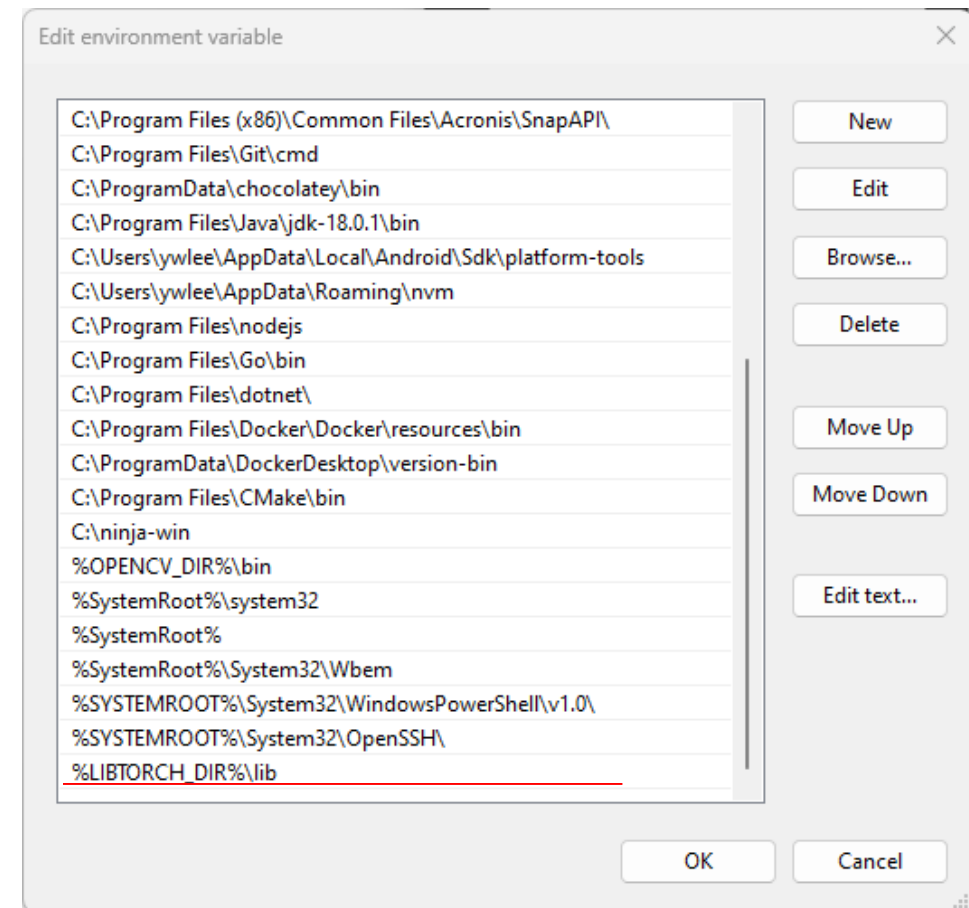 Edit environment variable
C:\Program Files (x86)\Common Files\Acronis\SnapAPI\
C:\Program Files\Git\cmd
C:\ProgramData\chocolatey\bin
C:\Program Files\Java\jdk-18.0.1\bin
C:\Users\ywlee\AppData\Local\Android\Sdk\platform-tools
C:\Users\ywlee\AppData\Roaming\nvm
C:\Program Files\nodejs
C:\Program Files\Go\bin
C:\Program Files\dotnet\
C:\Program Files\Docker\Docker\resources\bin
C:\ProgramData\DockerDesktop\version-bin
C:\Program Files\CMake\bin
C:\ninja-win
%OPENCV_DIR%\bin
%SystemRoot%\system32
%SystemRoot%
%SystemRoot%\System32\Wbem
%SYSTEMROOT%\System32\WindowsPowerShell\v1.0\
%SYSTEMROOT%\System32\OpenSSH\
%LIBTORCH_DIR%\lib
New
Edit
Browse...
Delete
Move Up
Move Down
Edit text...
OK
Cancel